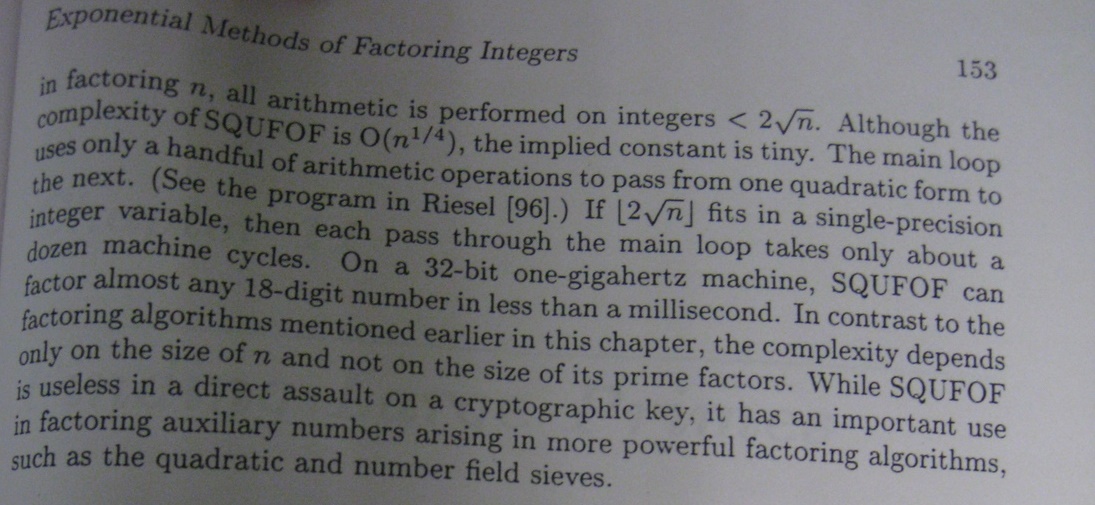 Exponential Methods of Factoring Integers
153
in factoring n, all arithmetic is performed on integers < 2√n. Although the
complexity of SQUFOF is O(n^{1/4}), the implied constant is tiny. The main loop
uses only a handful of arithmetic operations to pass from one quadratic form to
the next. (See the program in Riesel [96].) If ⌊2√n⌋ fits in a single-precision
integer variable, then each pass through the main loop takes only about a
dozen machine cycles. On a 32-bit one-gigahertz machine, SQUFOF can
factor almost any 18-digit number in less than a millisecond. In contrast to the
factoring algorithms mentioned earlier in this chapter, the complexity depends
only on the size of n and not on the size of its prime factors. While SQUFOF
is useless in a direct assault on a cryptographic key, it has an important use
in factoring auxiliary numbers arising in more powerful factoring algorithms,
such as the quadratic and number field sieves.